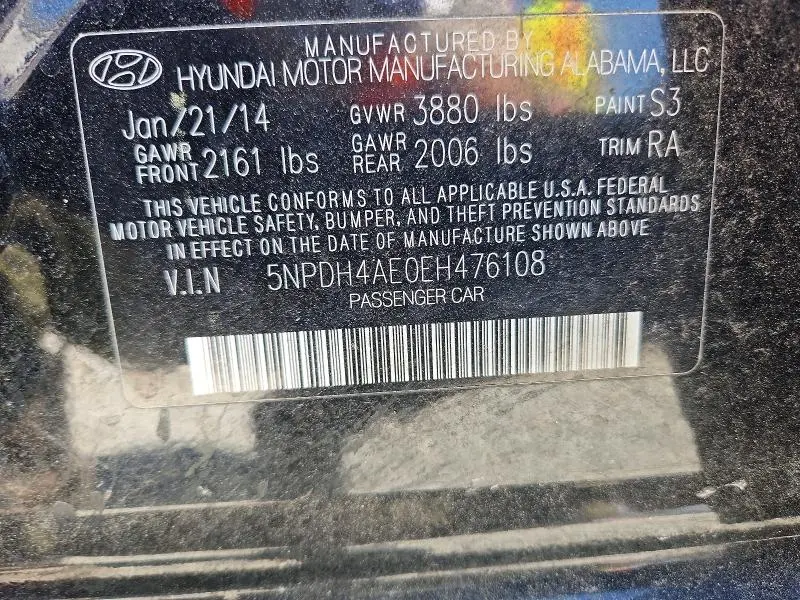 MANUFACTURED BY
HYUNDAI MOTOR MANUFACTURING ALABAMA, LLC
Jan/21/14 GVWR 3880 lbs PAINT S3
GAWR FRONT 2161 lbs GAWR REAR 2006 lbs TRIM RA
THIS VEHICLE CONFORMS TO ALL APPLICABLE U.S.A. FEDERAL
MOTOR VEHICLE SAFETY, BUMPER, AND THEFT PREVENTION STANDARDS
IN EFFECT ON THE DATE OF MANUFACTURE SHOWN ABOVE
V.I.N 5NPDH4AE0EH476108
PASSENGER CAR